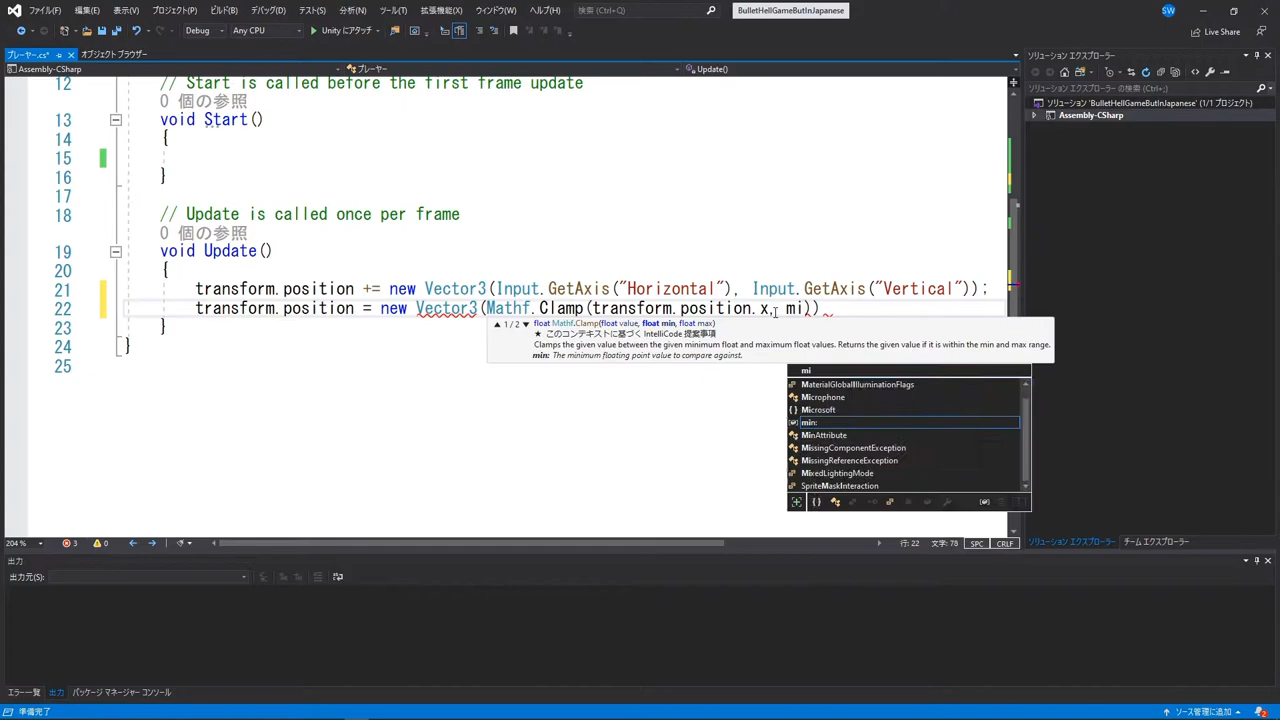 ファイル(F) 編集(E) 表示(V) プロジェクト(P) ビルド(B) デバッグ(D) テスト(S) 分析(N) ツール(T) 拡張機能(X) ウィンドウ(W) ヘルプ(H) 検索 (Ctrl+Q) BulletHellGameButInJapanese SW
Debug Any CPU Unity にアタッチ Live Share
プレーヤー.cs* オブジェクト ブラウザー
Assembly-CSharp プレーヤー Update()
12 // Start is called before the first frame update
0 個の参照
13 void Start()
14 {
15
16 }
17
18 // Update is called once per frame
0 個の参照
19 void Update()
20 {
21 transform.position += new Vector3(Input.GetAxis("Horizontal"), Input.GetAxis("Vertical"));
22 transform.position = new Vector3(Mathf.Clamp(transform.position.x, mi))
23 }
24 }
25
1 / 2 float Mathf.Clamp(float value, float min, float max)
★ このコンテキストに基づく IntelliCode 提案事項
Clamps the given value between the given minimum float and maximum float values. Returns the given value if it is within the min and max range.
min: The minimum floating point value to compare against.
mi
MaterialGlobalIlluminationFlags
Microphone
{ } Microsoft
min:
MinAttribute
MissingComponentException
MissingReferenceException
MixedLightingMode
SpriteMaskInteraction
204 % 3 0 行: 22 文字: 78 SPC CRLF
ソリューション エクスプローラー
ソリューション エクスプローラー の検索 (Ctrl+;)
ソリューション 'BulletHellGameButInJapanese' (1/1 プロジェクト)
Assembly-CSharp
ソリューション エクスプローラー チーム エクスプローラー
出力
出力元(S):
エラー一覧 出力 パッケージ マネージャー コンソール
準備完了 ソース管理に追加 2